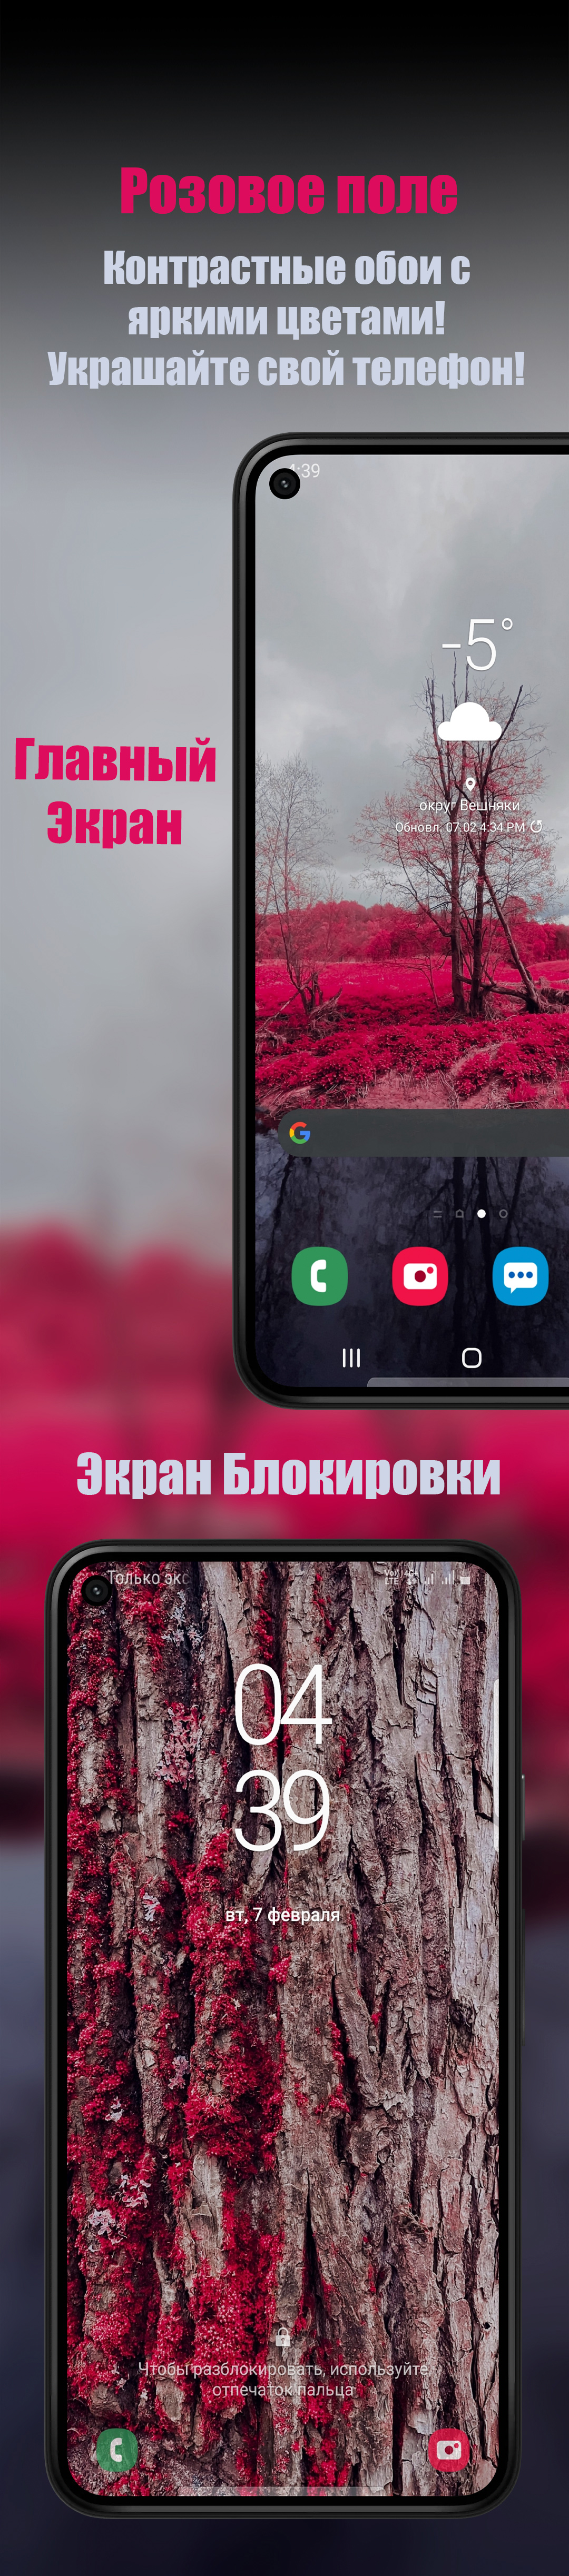 Розовое поле
Контрастные обои с
яркими цветами!
Украшайте свой телефон!
4:39
-5°
Главный
Экран
округ Вешняки
Обновл. 07.02 4:34 PM
Экран Блокировки
Только экс
04
39
вт, 7 февраля
Чтобы разблокировать, используйте
отпечаток пальца